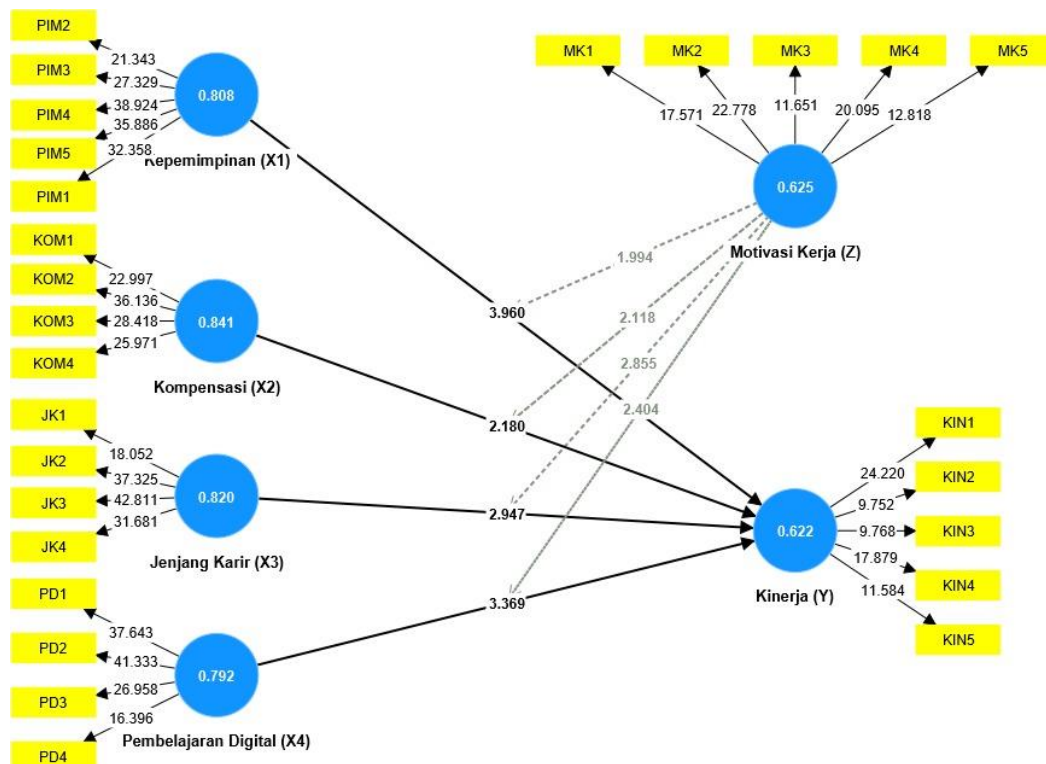 PIM2
PIM3
PIM4
PIM5
PIM1
21.343
27.329
38.924
35.886
32.358
0.808
Kepemimpinan (X1)
KOM1
KOM2
KOM3
KOM4
22.997
36.136
28.418
25.971
0.841
Kompensasi (X2)
JK1
JK2
JK3
JK4
18.052
37.325
42.811
31.681
0.820
Jenjang Karir (X3)
PD1
PD2
PD3
PD4
37.643
41.333
26.958
16.396
0.792
Pembelajaran Digital (X4)
MK1
MK2
MK3
MK4
MK5
17.571
22.778
11.651
20.095
12.818
0.625
Motivasi Kerja (Z)
1.994
2.118
2.855
2.404
3.960
2.180
2.947
3.369
0.622
Kinerja (Y)
24.220
9.752
9.768
17.879
11.584
KIN1
KIN2
KIN3
KIN4
KIN5